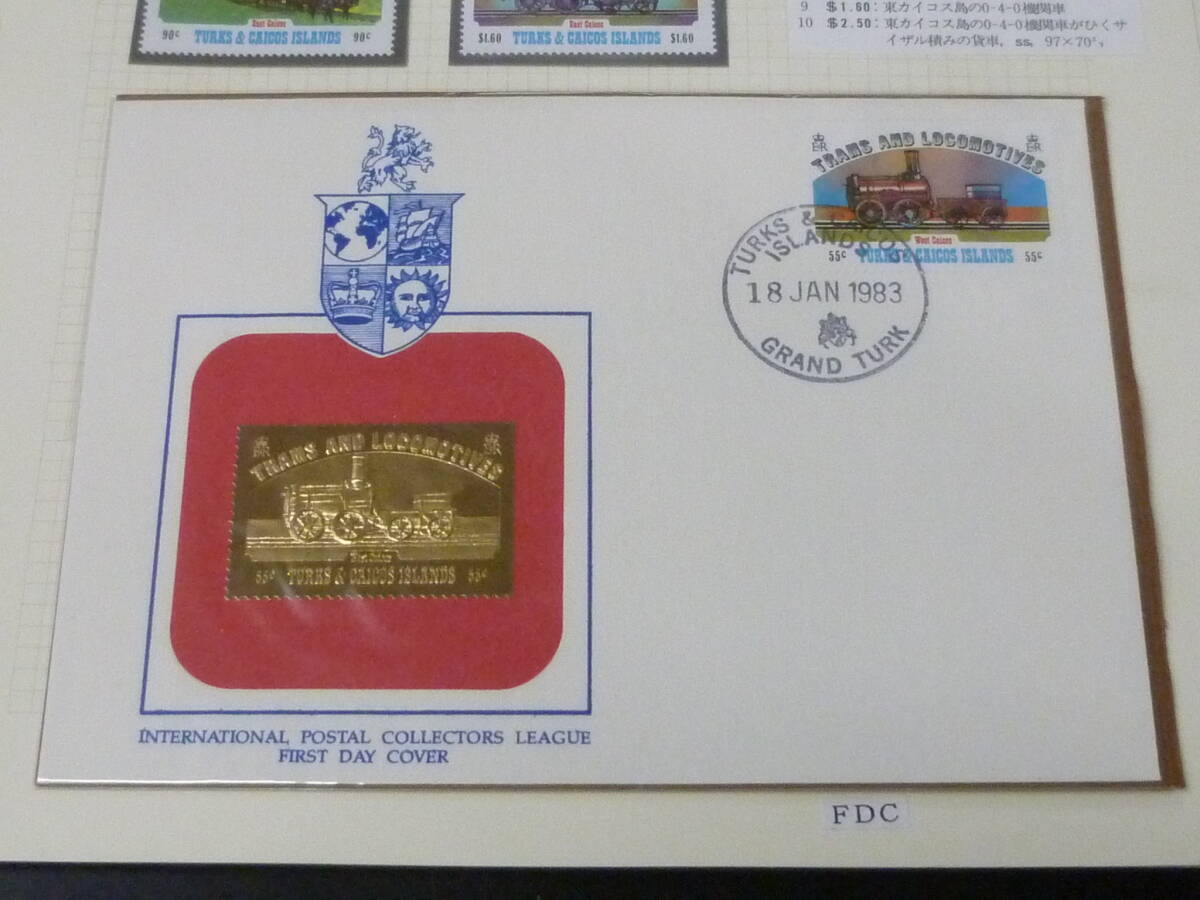 East Caicos
90c TURKS & CAICOS ISLANDS 90c
East Caicos
$1.60 TURKS & CAICOS ISLANDS $1.60
9 $1.60：東カイコス島の0-4-0機関車
10 $2.50：東カイコス島の0-4-0機関車がひくサ
イザル積みの貨車，ss，97×70
TRAMS AND LOCOMOTIVES
West Caicos
55c TURKS & CAICOS ISLANDS 55c
TURKS & CAICOS
ISLANDS
18 JAN 1983
GRAND TURK
TRAMS AND LOCOMOTIVES
55c TURKS & CAICOS ISLANDS 55c
INTERNATIONAL POSTAL COLLECTORS LEAGUE
FIRST DAY COVER
FDC